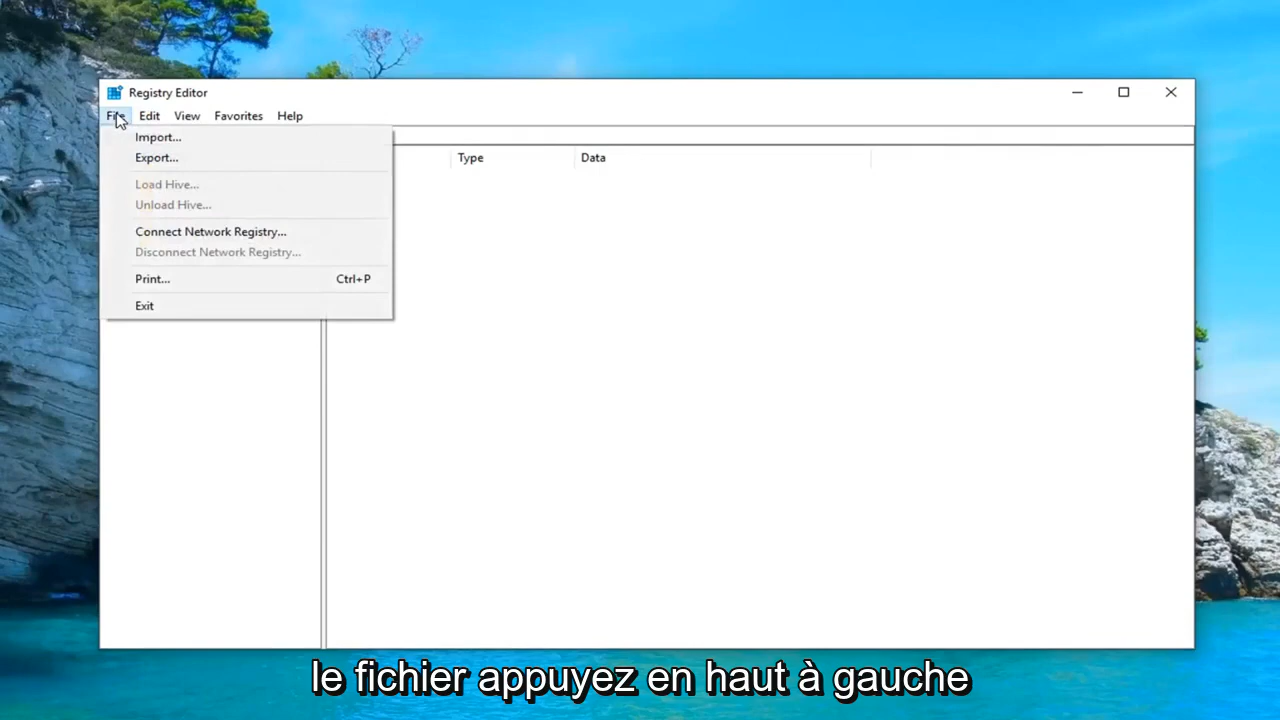 Registry Editor
File Edit View Favorites Help
Import...
Export...
Load Hive...
Unload Hive...
Connect Network Registry...
Disconnect Network Registry...
Print... Ctrl+P
Exit
Type Data
le fichier appuyez en haut à gauche